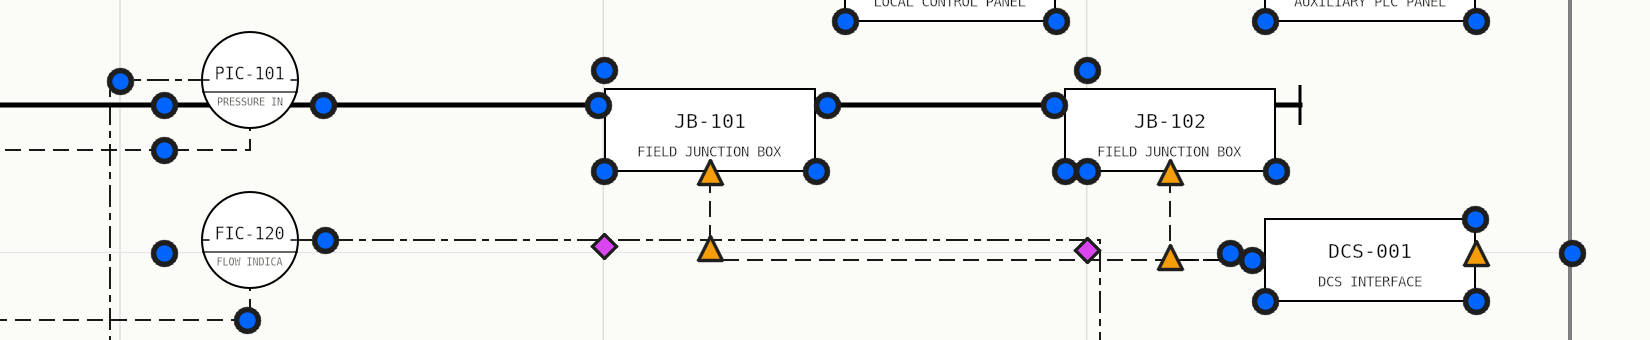 LOCAL CONTROL PANEL
AUXILIARY PLC PANEL
PIC-101
PRESSURE IN
JB-101
FIELD JUNCTION BOX
JB-102
FIELD JUNCTION BOX
FIC-120
FLOW INDICA
DCS-001
DCS INTERFACE